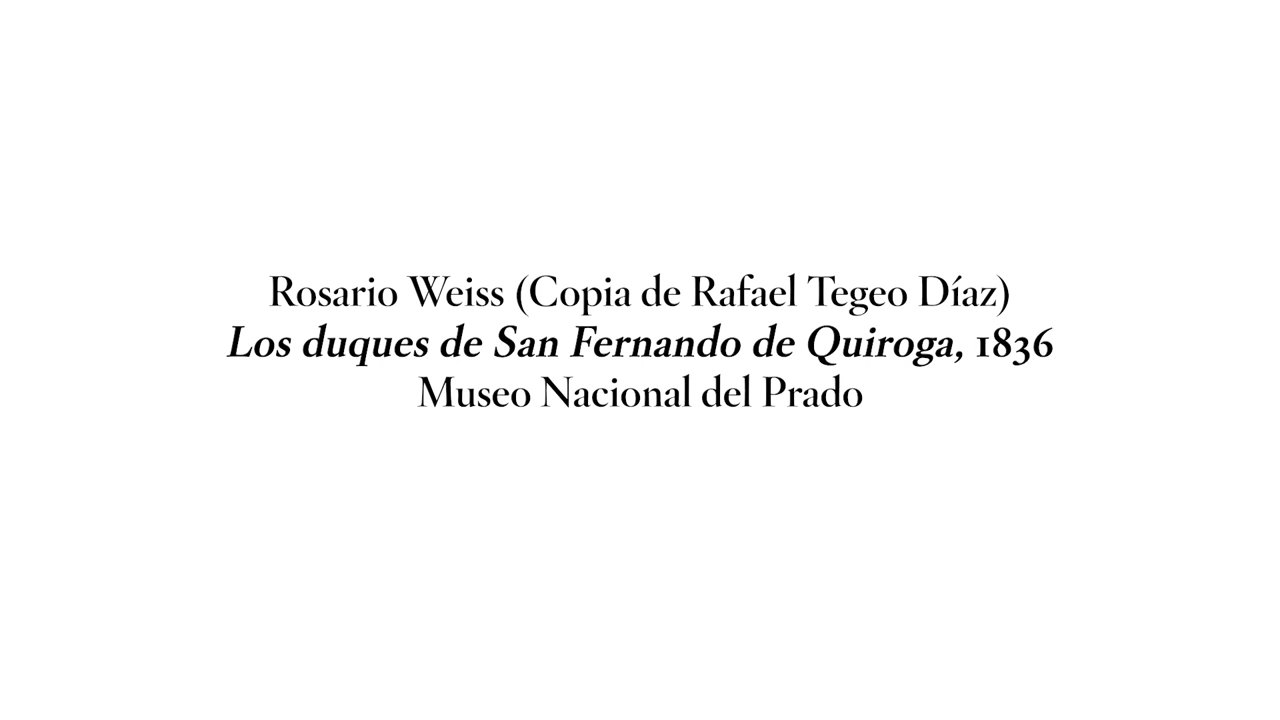 Rosario Weiss (Copia de Rafael Tegeo Díaz)
Los duques de San Fernando de Quiroga, 1836
Museo Nacional del Prado